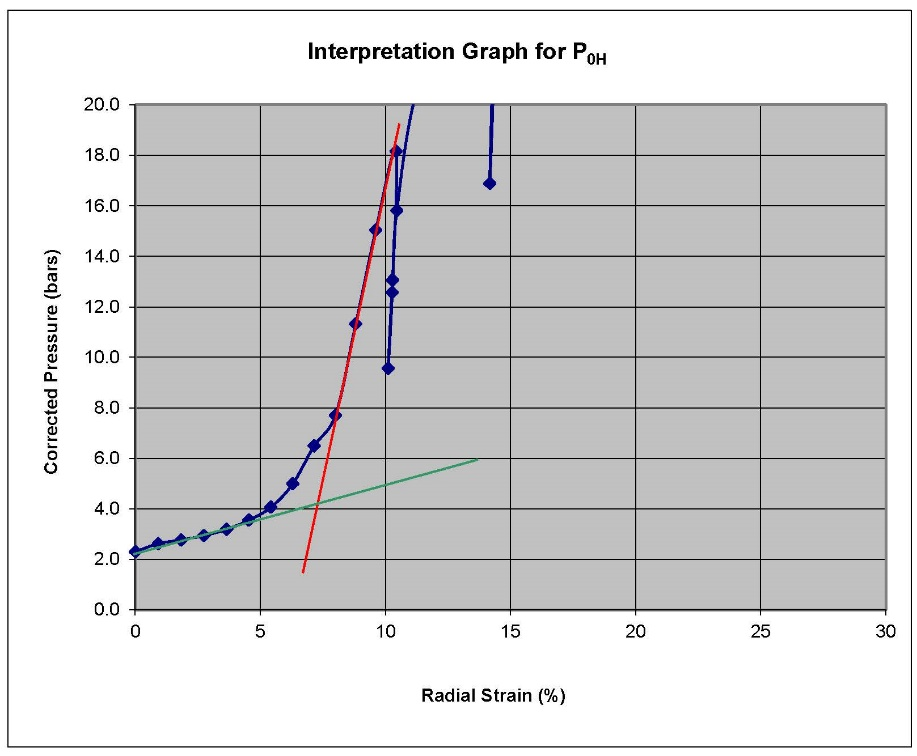 Interpretation Graph for P0H
20.0
18.0
16.0
14.0
12.0
10.0
8.0
6.0
4.0
2.0
0.0
Corrected Pressure (bars)
0 5 10 15 20 25 30
Radial Strain (%)